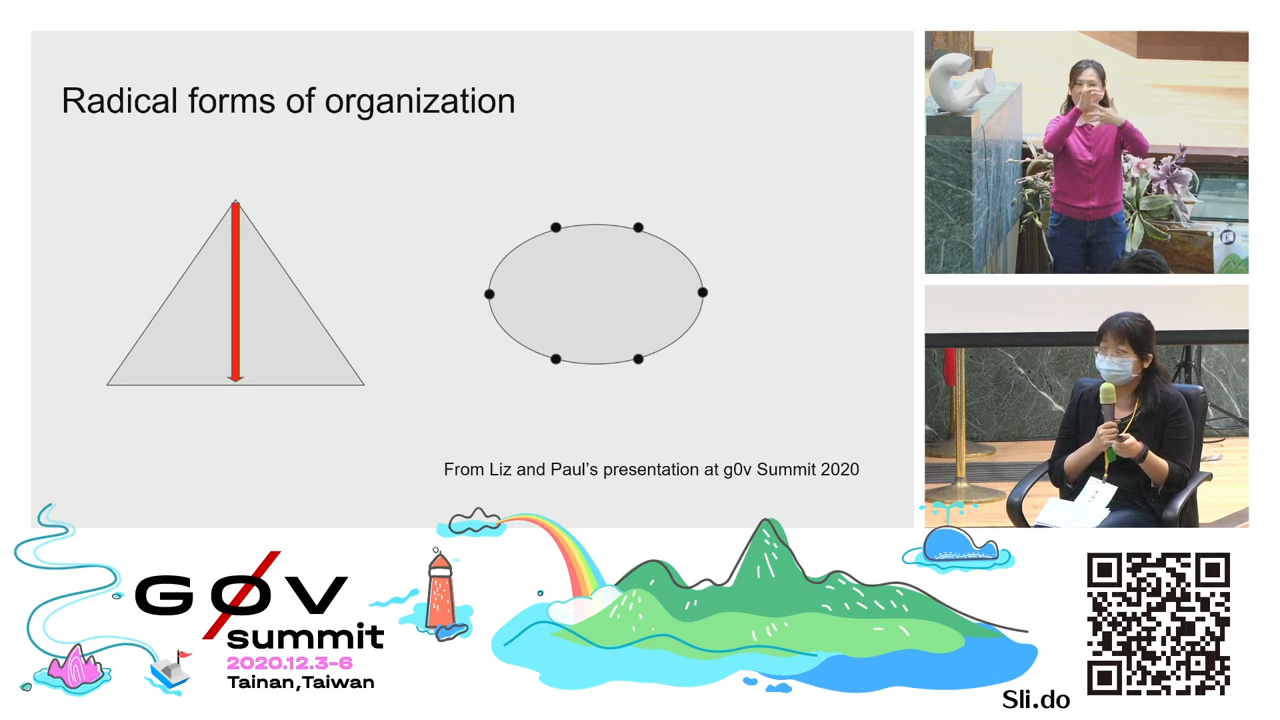 Radical forms of organization
From Liz and Paul's presentation at g0v Summit 2020
G0V
summit
2020.12.3-6
Tainan,Taiwan
Sli.do